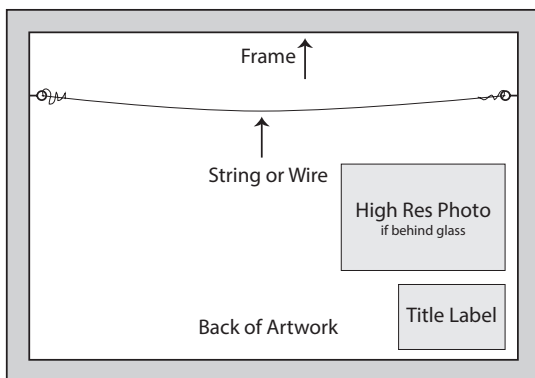 Frame
String or Wire
High Res Photo
if behind glass
Title Label
Back of Artwork